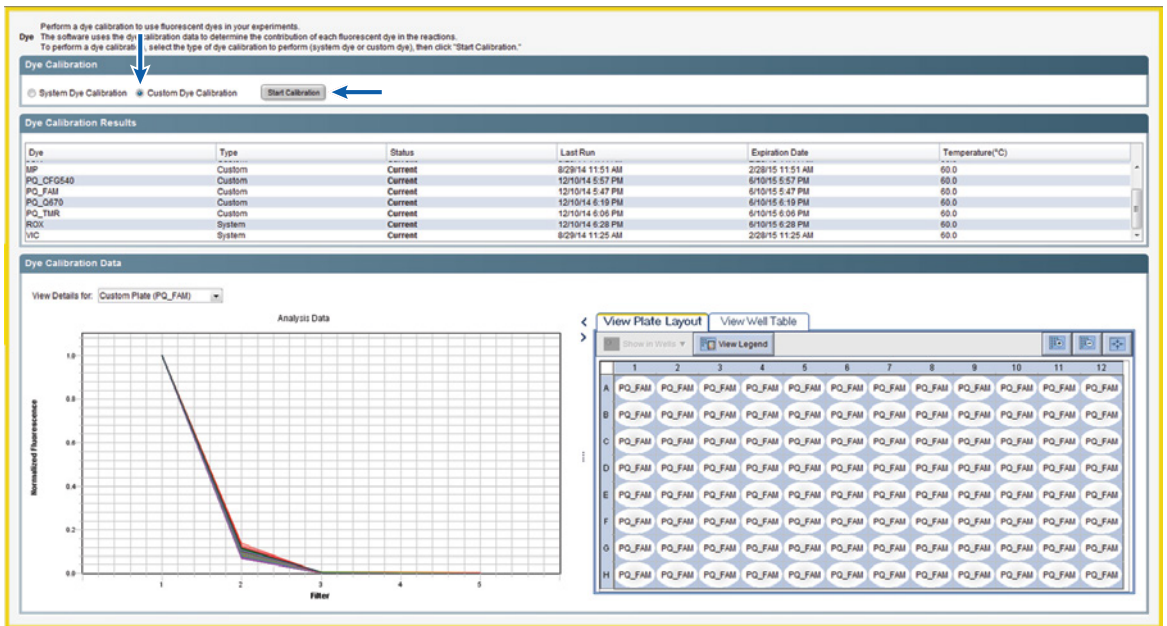 Perform a dye calibration to use fluorescent dyes in your experiments.
Dye The software uses the dye calibration data to determine the contribution of each fluorescent dye in the reactions.
To perform a dye calibration, select the type of dye calibration to perform (system dye or custom dye), then click "Start Calibration."
Dye Calibration
System Dye Calibration Custom Dye Calibration Start Calibration
Dye Calibration Results
Dye Type Status Last Run Expiration Date Temperature(°C)
MP Custom Current 8/29/14 11:51 AM 2/28/15 11:51 AM 60.0
PQ_CFG540 Custom Current 12/10/14 5:57 PM 6/10/15 5:57 PM 60.0
PQ_FAM Custom Current 12/10/14 5:47 PM 6/10/15 5:47 PM 60.0
PQ_Q670 Custom Current 12/10/14 6:19 PM 6/10/15 6:19 PM 60.0
PQ_TMR Custom Current 12/10/14 6:06 PM 6/10/15 6:06 PM 60.0
ROX System Current 12/10/14 6:28 PM 6/10/15 6:28 PM 60.0
VIC System Current 8/29/14 11:25 AM 2/28/15 11:25 AM 60.0
Dye Calibration Data
View Details for: Custom Plate (PQ_FAM)
Analysis Data
1.0
0.8
0.6
0.4
0.2
0.0
Normalized Fluorescence
1 2 3 4 5
Filter
View Plate Layout View Well Table
Show in Wells View Legend
1 2 3 4 5 6 7 8 9 10 11 12
A PQ_FAM PQ_FAM PQ_FAM PQ_FAM PQ_FAM PQ_FAM PQ_FAM PQ_FAM PQ_FAM PQ_FAM PQ_FAM PQ_FAM
B PQ_FAM PQ_FAM PQ_FAM PQ_FAM PQ_FAM PQ_FAM PQ_FAM PQ_FAM PQ_FAM PQ_FAM PQ_FAM PQ_FAM
C PQ_FAM PQ_FAM PQ_FAM PQ_FAM PQ_FAM PQ_FAM PQ_FAM PQ_FAM PQ_FAM PQ_FAM PQ_FAM PQ_FAM
D PQ_FAM PQ_FAM PQ_FAM PQ_FAM PQ_FAM PQ_FAM PQ_FAM PQ_FAM PQ_FAM PQ_FAM PQ_FAM PQ_FAM
E PQ_FAM PQ_FAM PQ_FAM PQ_FAM PQ_FAM PQ_FAM PQ_FAM PQ_FAM PQ_FAM PQ_FAM PQ_FAM PQ_FAM
F PQ_FAM PQ_FAM PQ_FAM PQ_FAM PQ_FAM PQ_FAM PQ_FAM PQ_FAM PQ_FAM PQ_FAM PQ_FAM PQ_FAM
G PQ_FAM PQ_FAM PQ_FAM PQ_FAM PQ_FAM PQ_FAM PQ_FAM PQ_FAM PQ_FAM PQ_FAM PQ_FAM PQ_FAM
H PQ_FAM PQ_FAM PQ_FAM PQ_FAM PQ_FAM PQ_FAM PQ_FAM PQ_FAM PQ_FAM PQ_FAM PQ_FAM PQ_FAM